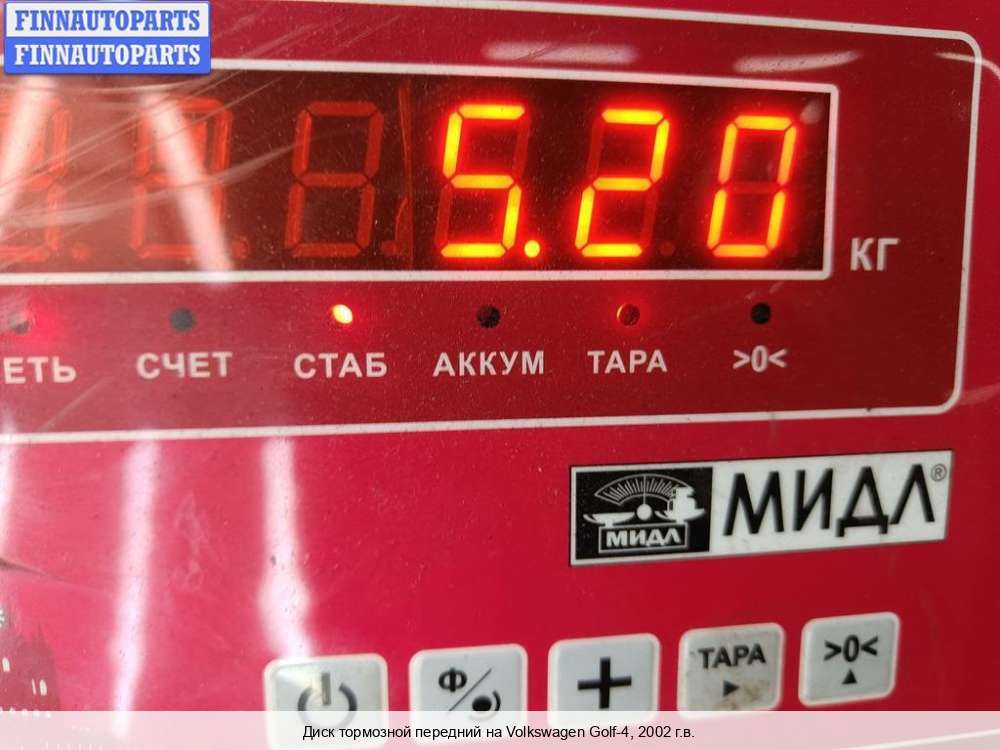 FINNAUTOPARTS
FINNAUTOPARTS
5.20
КГ
ЕТЬ СЧЕТ СТАБ АККУМ ТАРА >0<
МИДЛ МИДЛ®
Ф ТАРА >0<
Диск тормозной передний на Volkswagen Golf-4, 2002 г.в.